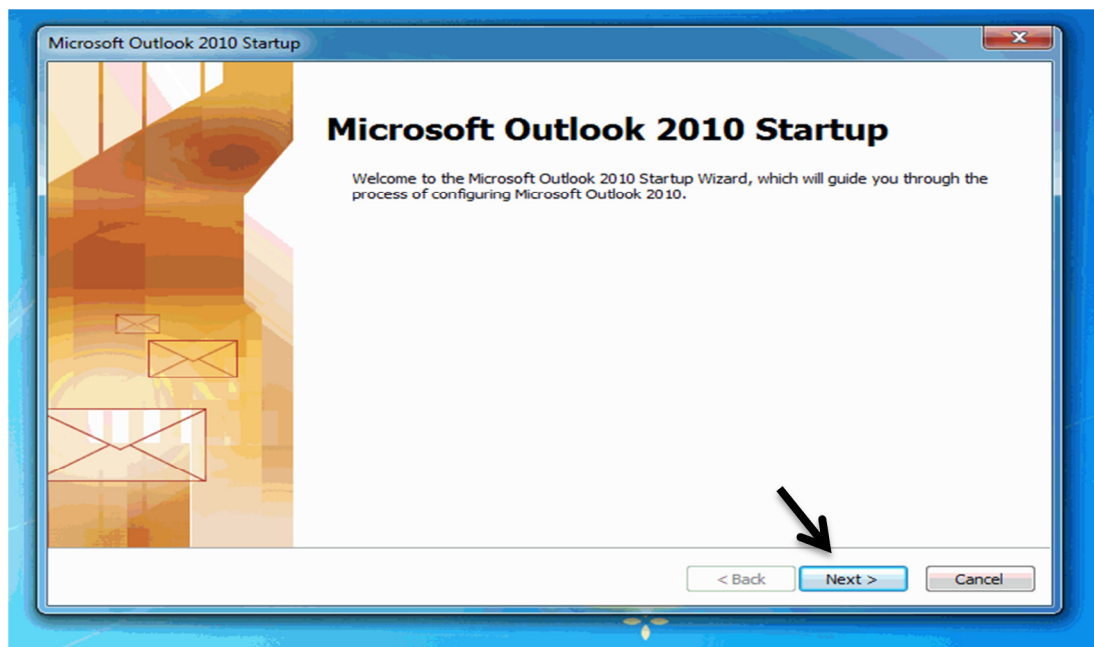 Microsoft Outlook 2010 Startup
Microsoft Outlook 2010 Startup
Welcome to the Microsoft Outlook 2010 Startup Wizard, which will guide you through the
process of configuring Microsoft Outlook 2010.
< Back Next > Cancel